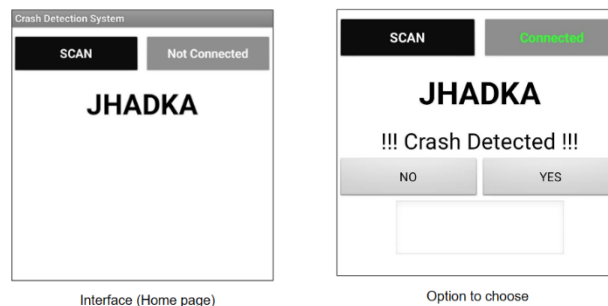 Crash Detection System
SCAN Not Connected
JHADKA
Interface (Home page)
SCAN Connected
JHADKA
!!! Crash Detected !!!
NO YES
Option to choose